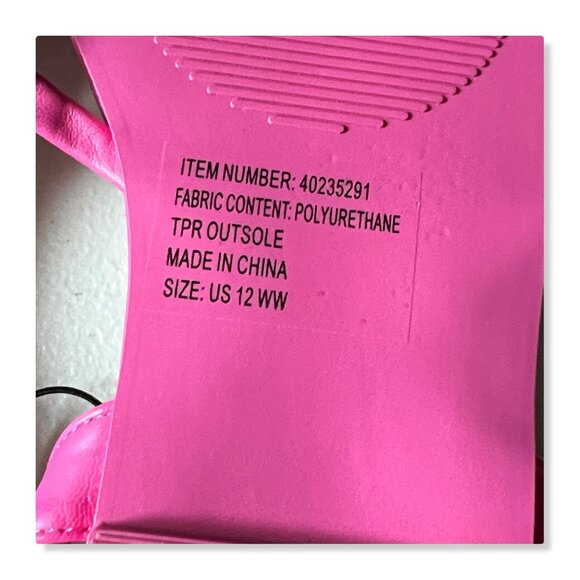 ITEM NUMBER: 40235291
FABRIC CONTENT: POLYURETHANE
TPR OUTSOLE
MADE IN CHINA
SIZE: US 12 WW